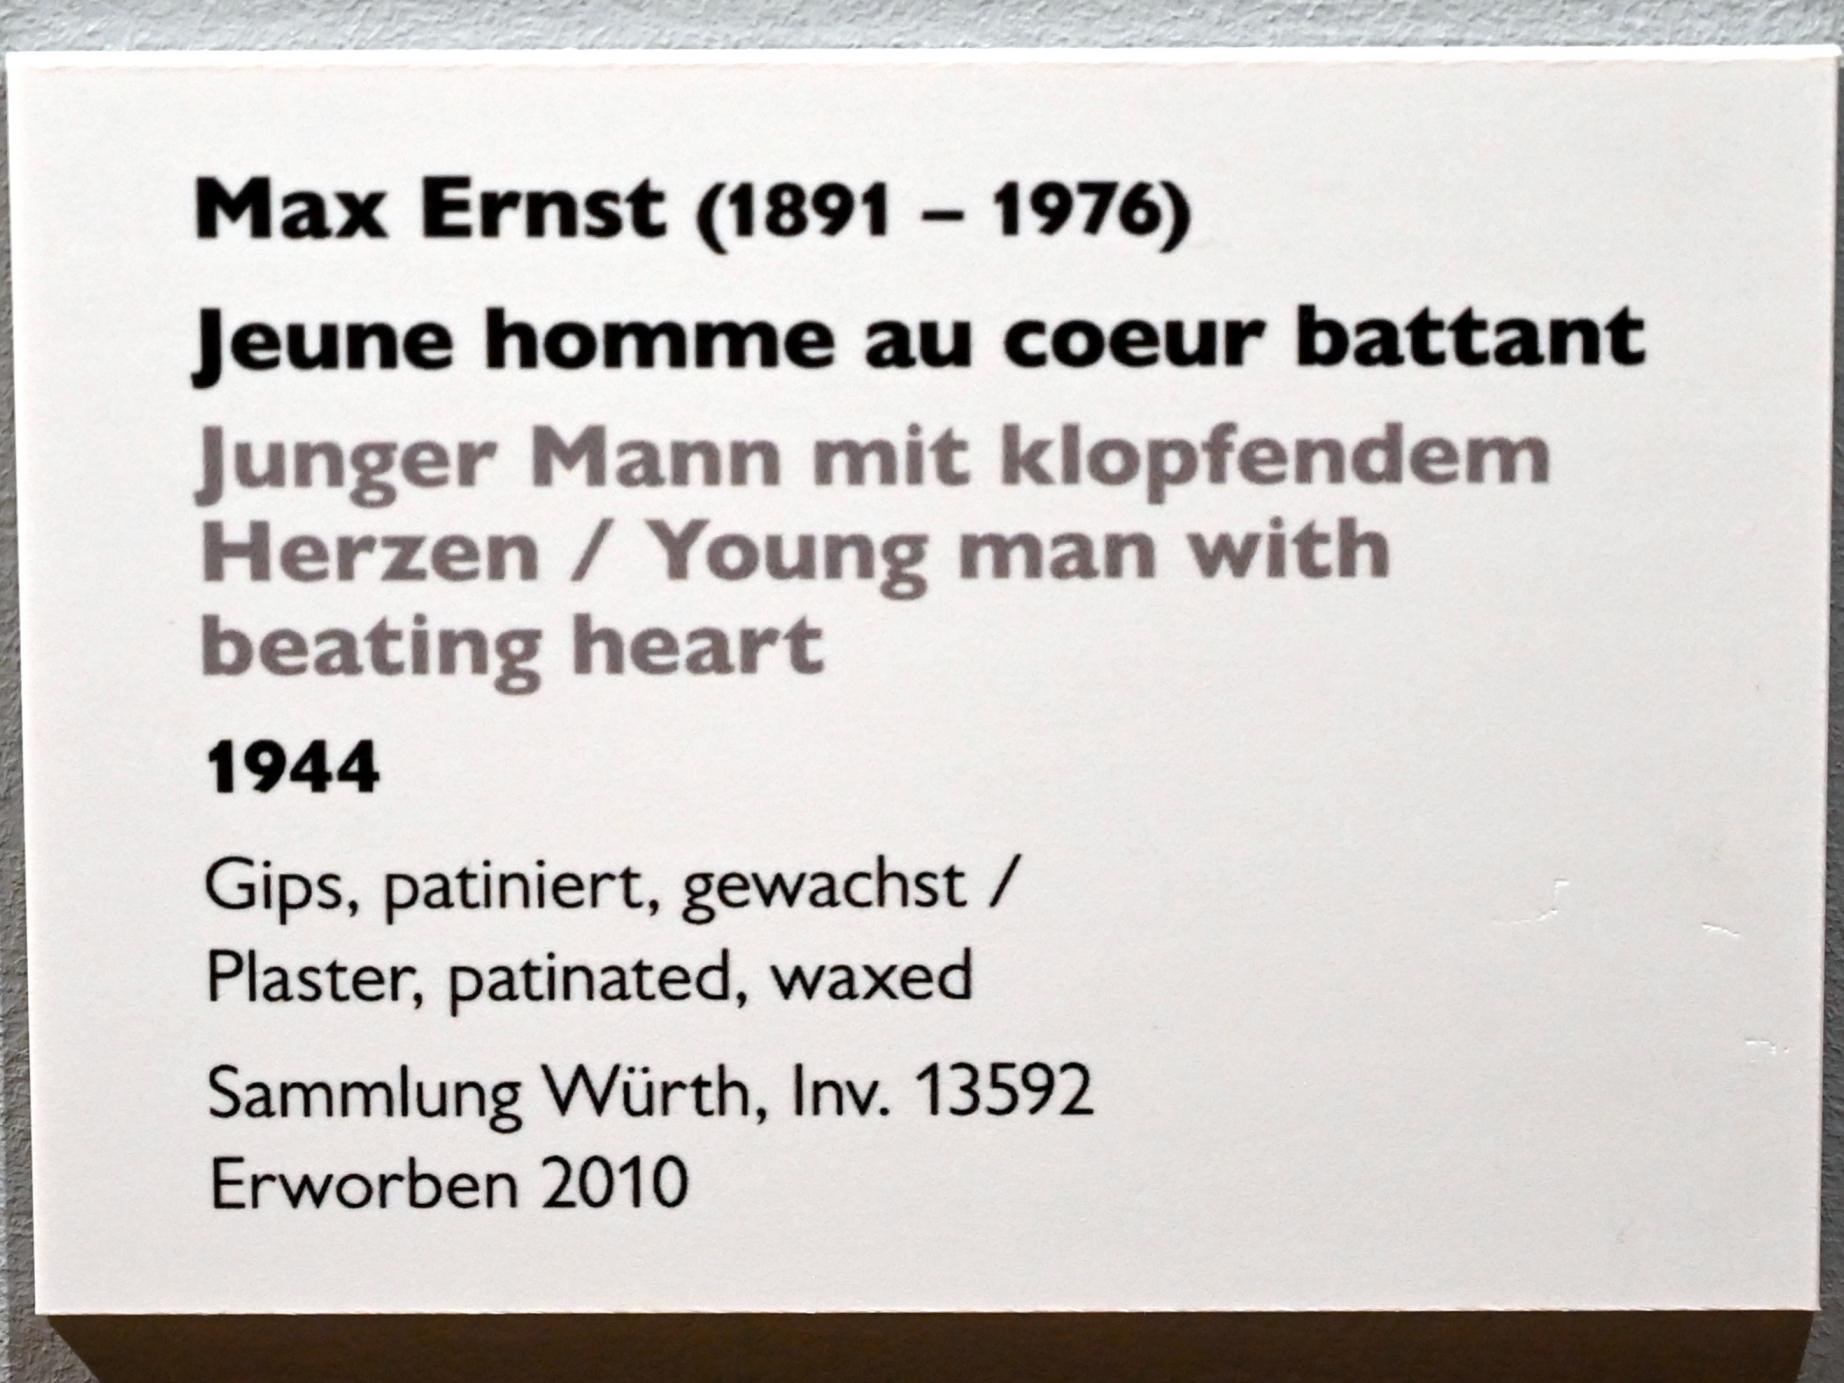 Max Ernst (1891 – 1976)
Jeune homme au coeur battant
Junger Mann mit klopfendem
Herzen / Young man with
beating heart
1944
Gips, patiniert, gewachst /
Plaster, patinated, waxed
Sammlung Würth, Inv. 13592
Erworben 2010